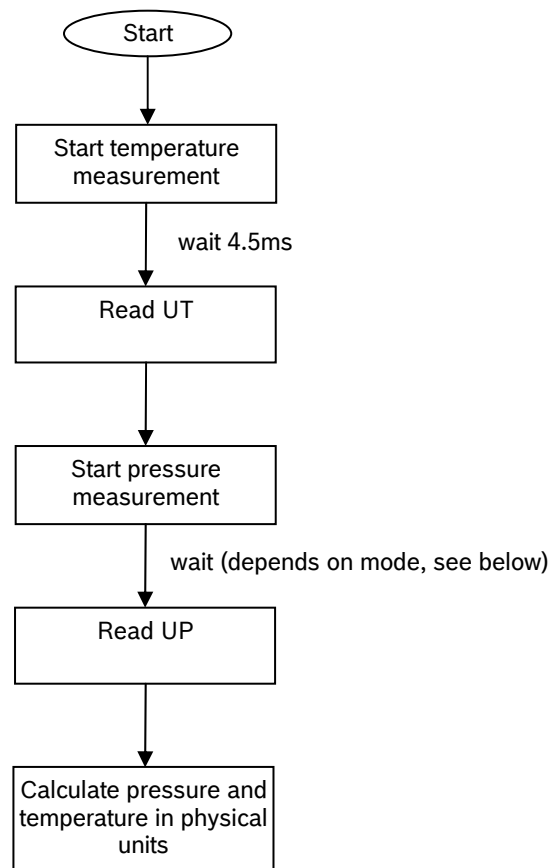 Start
Start temperature
measurement
wait 4.5ms
Read UT
Start pressure
measurement
wait (depends on mode, see below)
Read UP
Calculate pressure and
temperature in physical
units